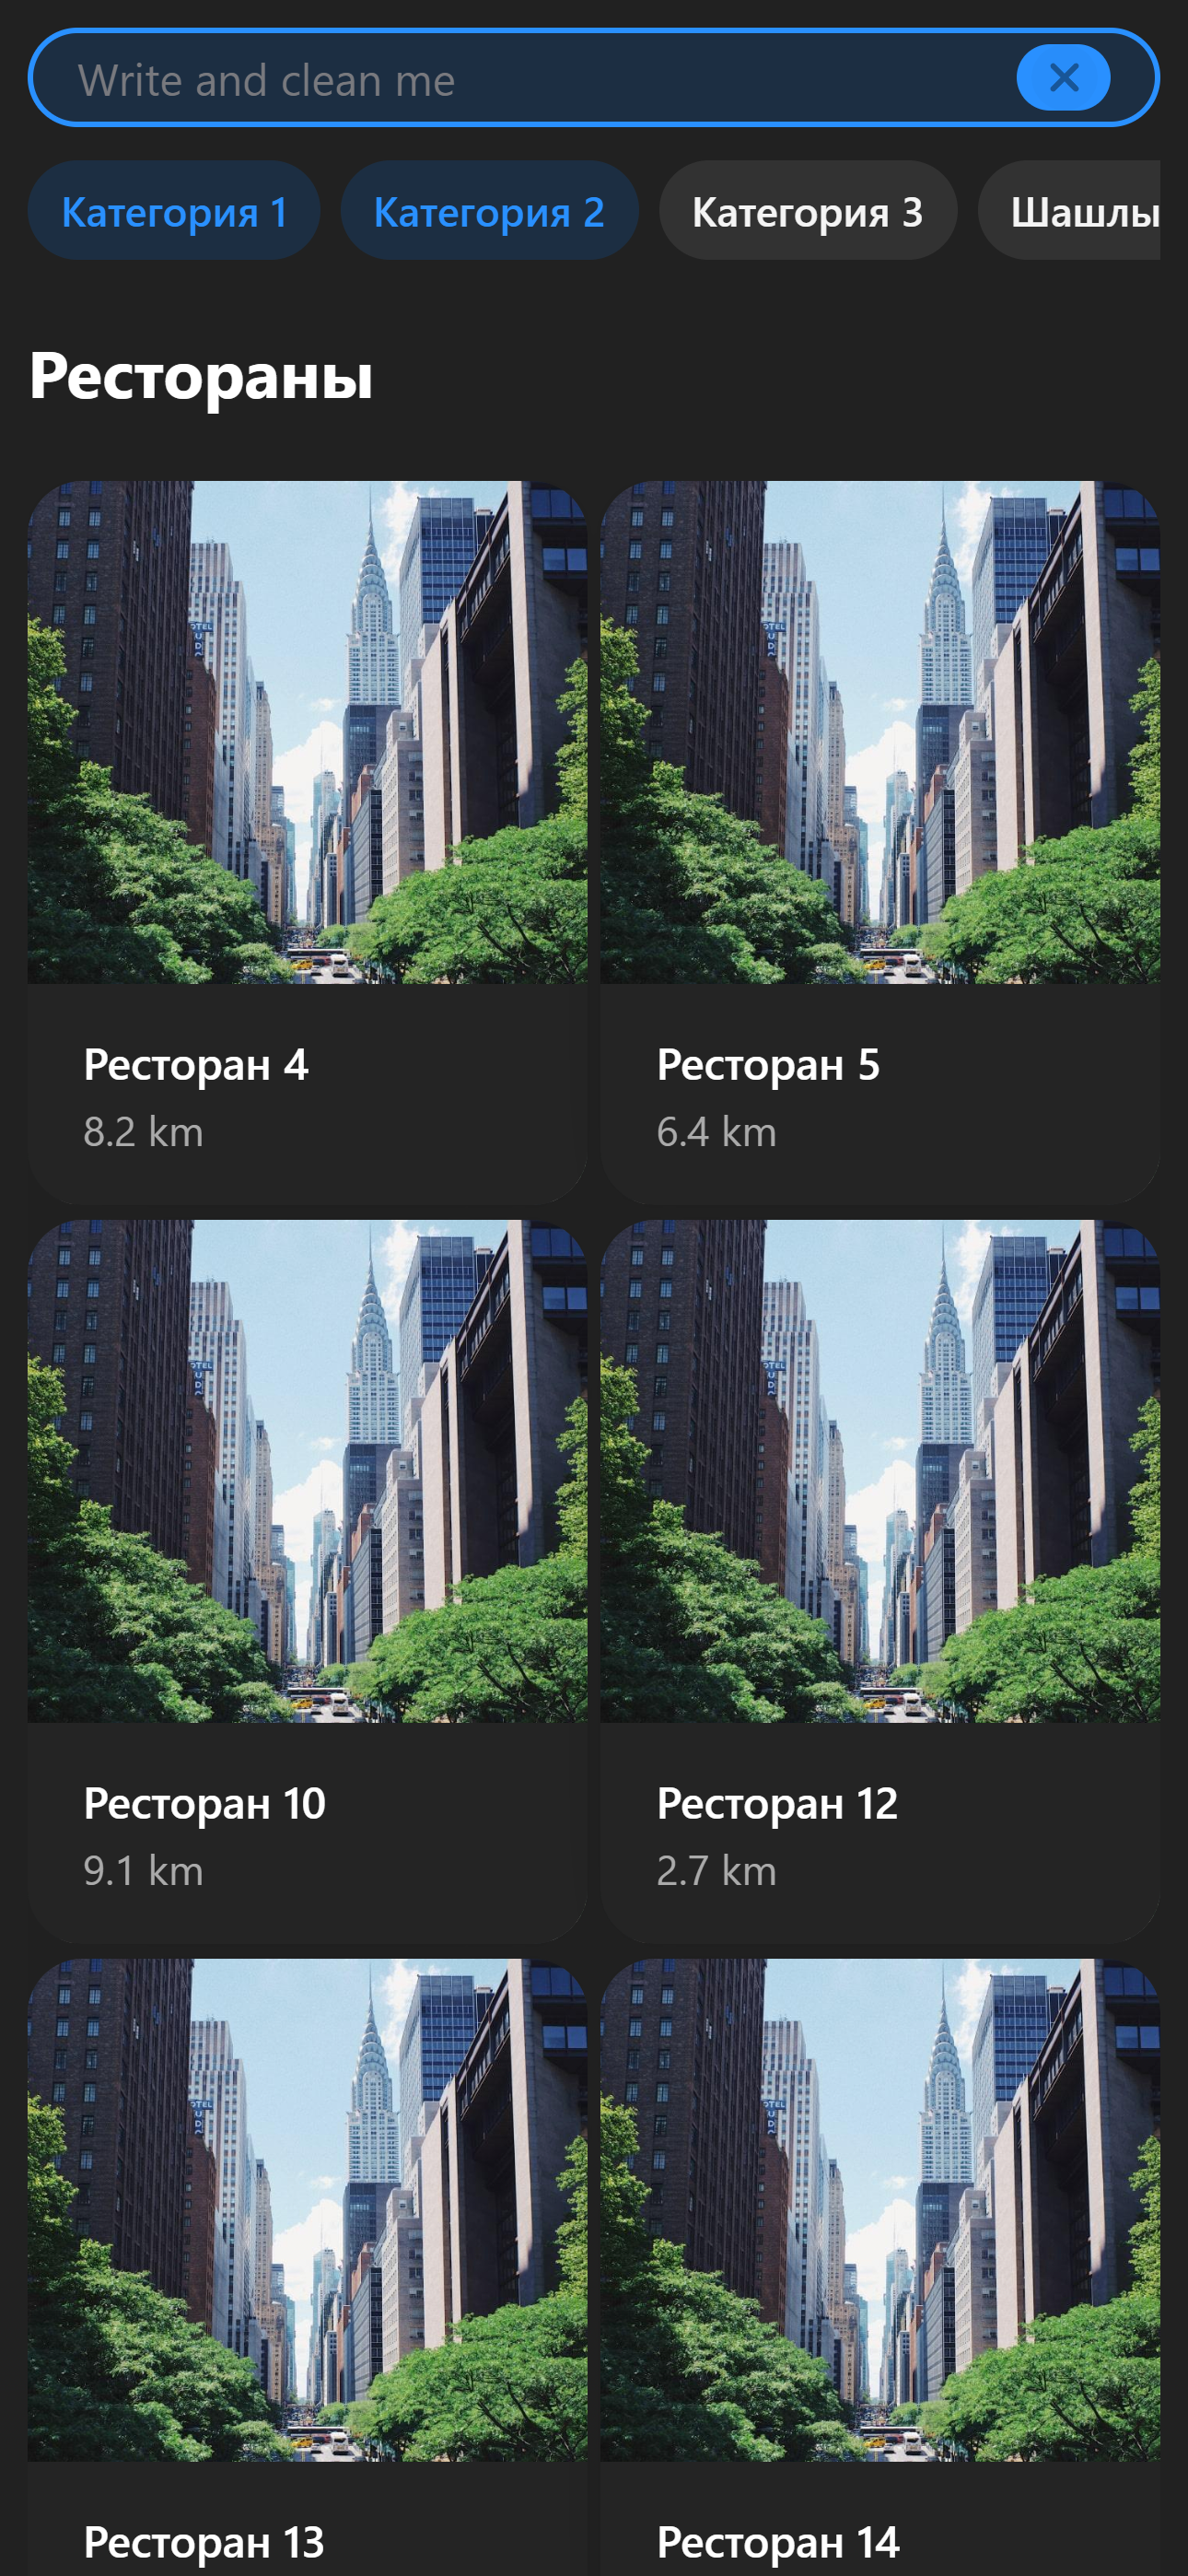 Write and clean me
Категория 1 Категория 2 Категория 3 Шашлы
Рестораны
Ресторан 4
8.2 km
Ресторан 5
6.4 km
Ресторан 10
9.1 km
Ресторан 12
2.7 km
Ресторан 13
Ресторан 14